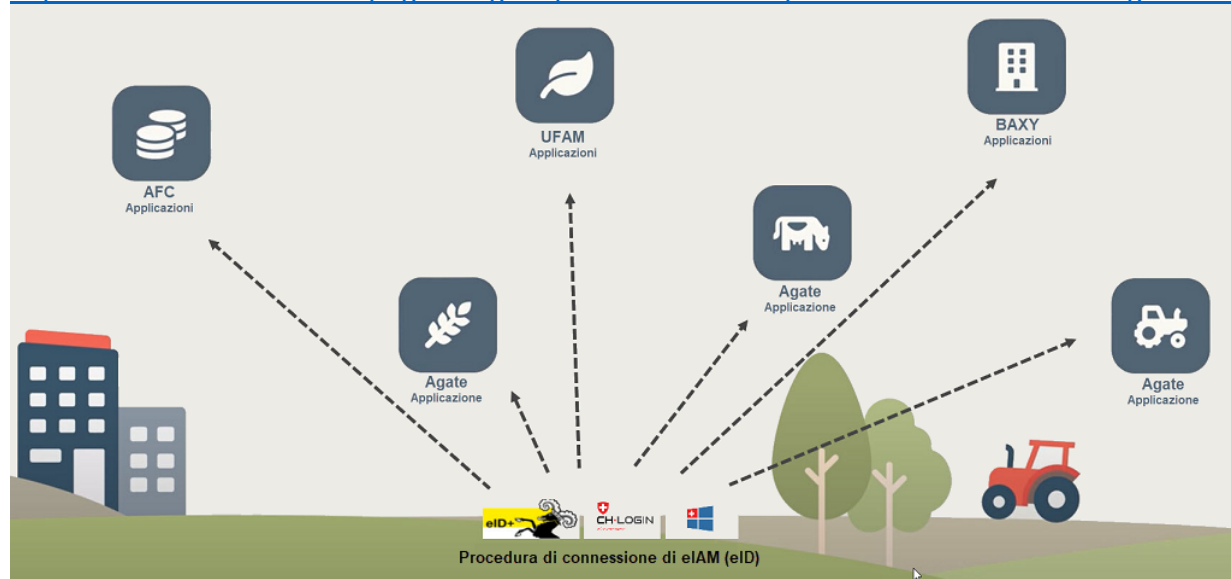 UFAM
Applicazioni
BAXY
Applicazioni
AFC
Applicazioni
Agate
Applicazione
Agate
Applicazione
Agate
Applicazione
eID+
CH-LOGIN
Procedura di connessione di eIAM (eID)